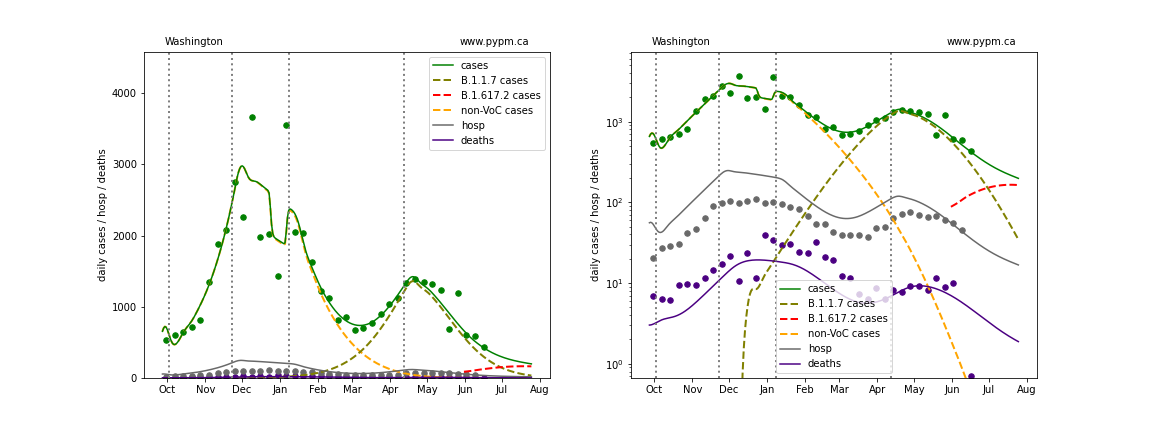 Washington
www.pypm.ca
daily cases / hosp / deaths
4000
3000
2000
1000
0
cases
B.1.1.7 cases
B.1.617.2 cases
non-VoC cases
hosp
deaths
Oct Nov Dec Jan Feb Mar Apr May Jun Jul Aug
Washington
www.pypm.ca
daily cases / hosp / deaths
10³
10²
10¹
10⁰
cases
B.1.1.7 cases
B.1.617.2 cases
non-VoC cases
hosp
deaths
Oct Nov Dec Jan Feb Mar Apr May Jun Jul Aug